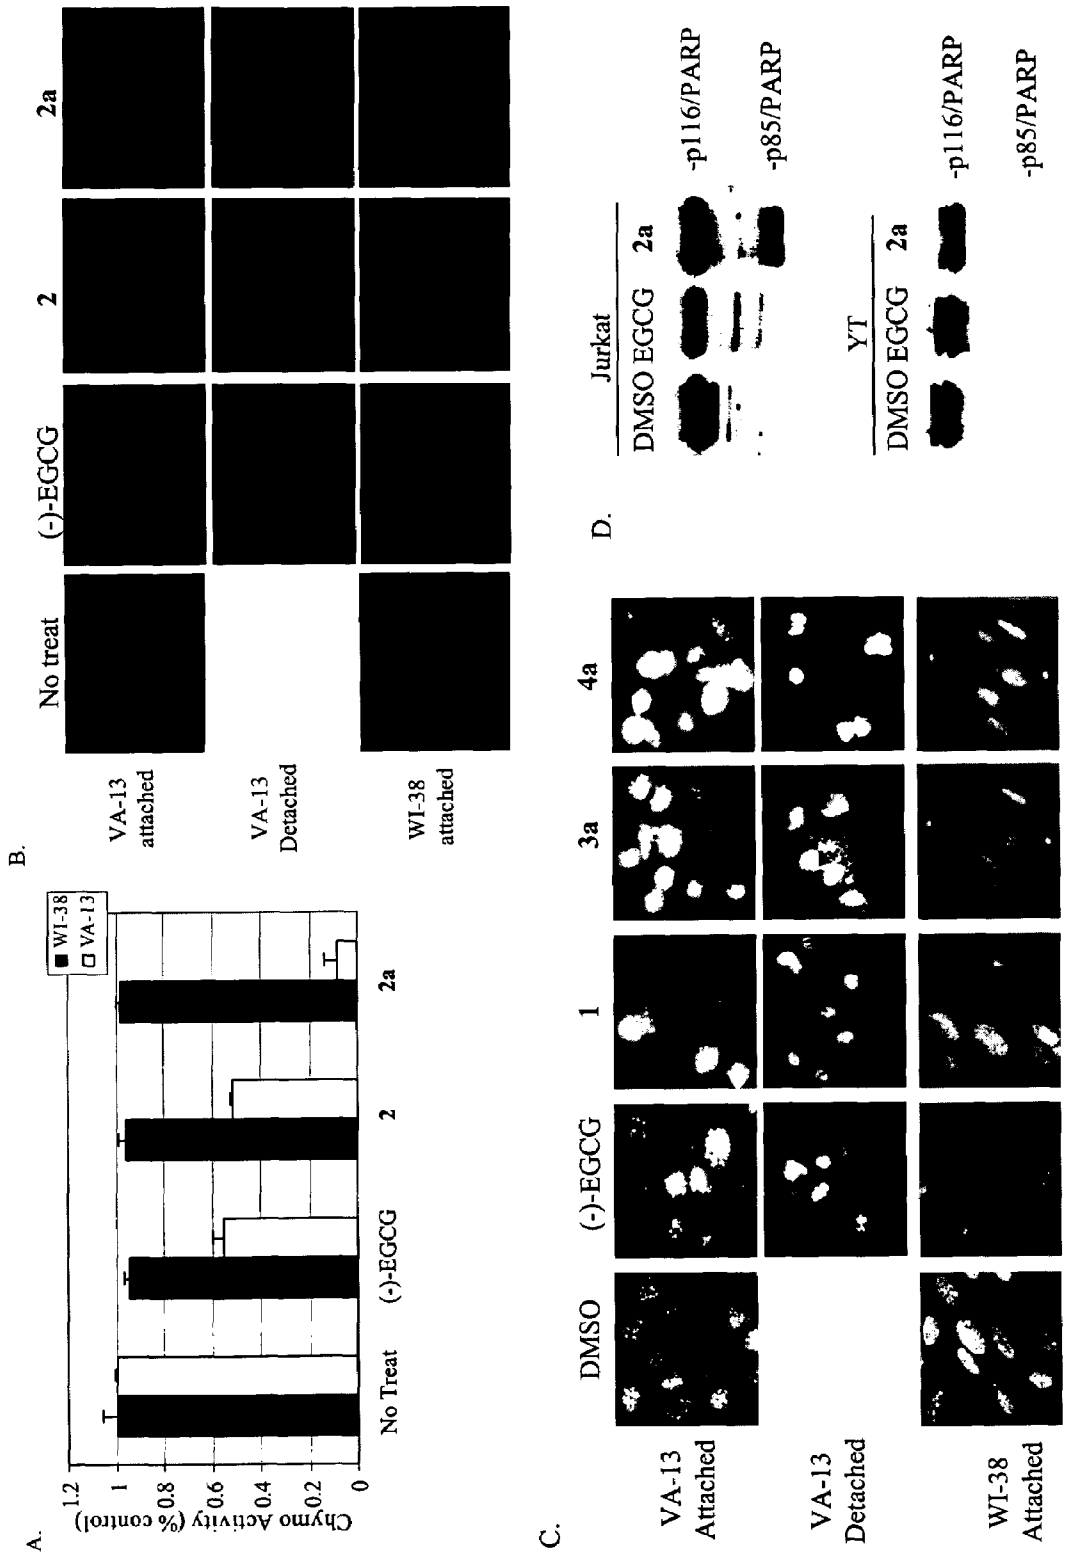 A.
Chymo Activity (% control)
1.2
1
0.8
0.6
0.4
0.2
0
WI-38
VA-13
No Treat
(-)-EGCG
2
2a
B.
No treat
(-)-EGCG
2
2a
VA-13
attached
VA-13
Detached
WI-38
attached
C.
DMSO
(-)-EGCG
1
3a
4a
VA-13
Attached
VA-13
Detached
WI-38
Attached
D.
Jurkat
DMSO EGCG 2a
-p116/PARP
-p85/PARP
YT
DMSO EGCG 2a
-p116/PARP
-p85/PARP